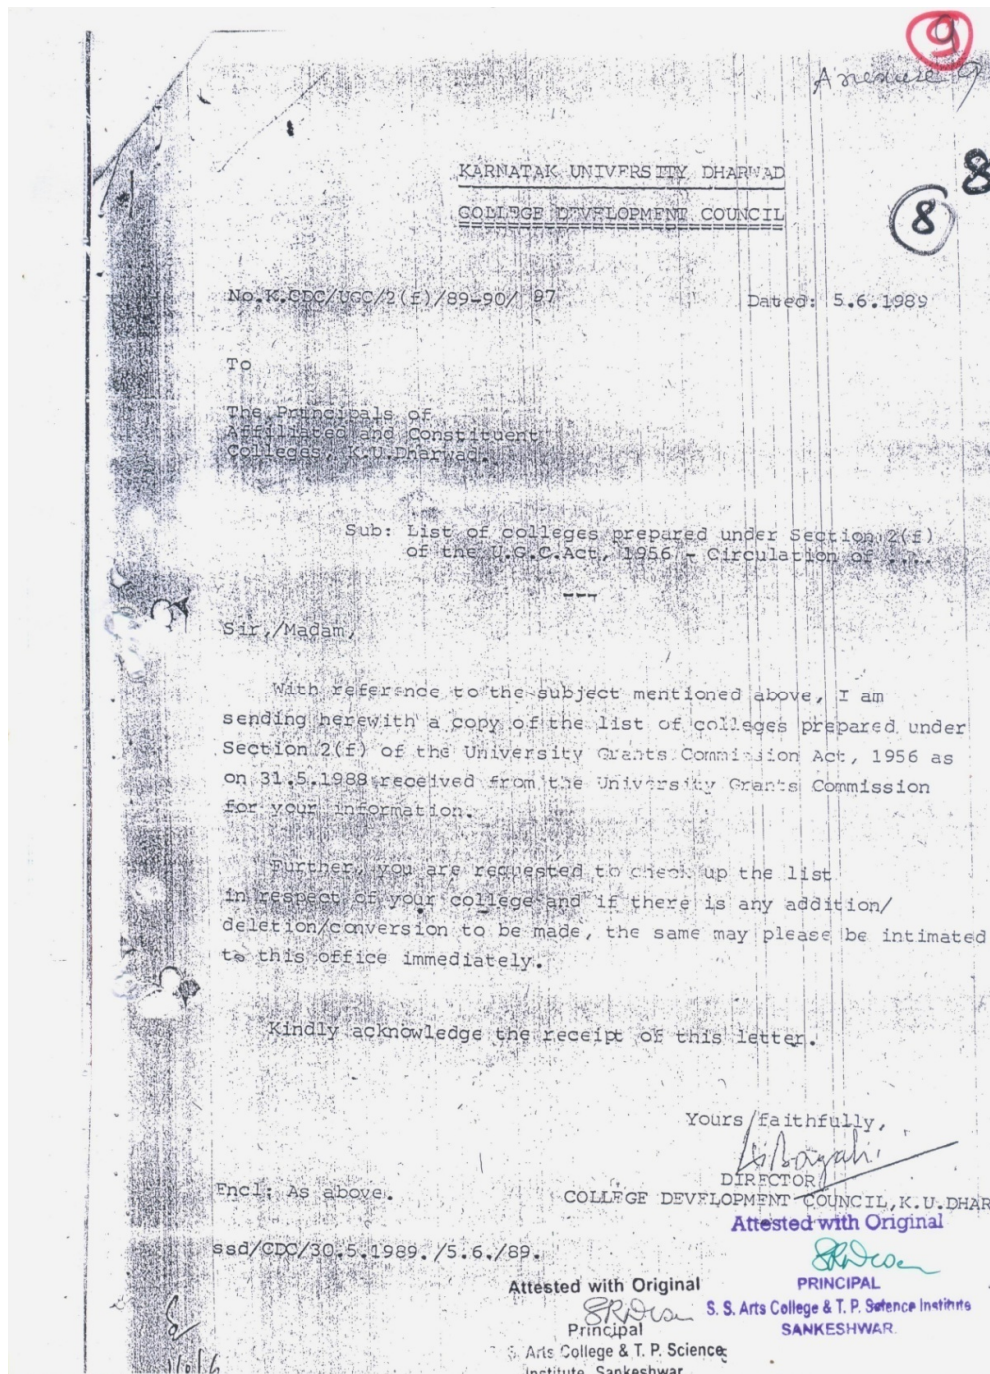 9
Annexure 9
KARNATAK UNIVERSITY DHARWAD
COLLEGE DEVELOPMENT COUNCIL
8
8
No.K.CDC/UGC/2(f)/89-90/ 97 Dated: 5.6.1989
To
The Principals of
Affiliated and Constituent
Colleges, K.U.Dharwad.
Sub: List of colleges prepared under Section 2(f)
of the U.G.C.Act, 1956 - Circulation of ....
---
Sir,/Madam,
With reference to the subject mentioned above, I am
sending herewith a copy of the list of colleges prepared under
Section 2(f) of the University Grants Commission Act, 1956 as
on 31.5.1988 received from the University Grants Commission
for your information.
Further, you are requested to check up the list
in respect of your college and if there is any addition/
deletion/conversion to be made, the same may please be intimated
to this office immediately.
Kindly acknowledge the receipt of this letter.
Yours faithfully,
DIRECTOR
Encl: As above.
COLLEGE DEVELOPMENT COUNCIL,K.U.DHAR
Attested with Original
ssd/CDC/30.5.1989./5.6./89.
PRINCIPAL
S. S. Arts College & T. P. Science Institute
SANKESHWAR.
Attested with Original
Principal
S. Arts College & T. P. Science
Institute, Sankeshwar